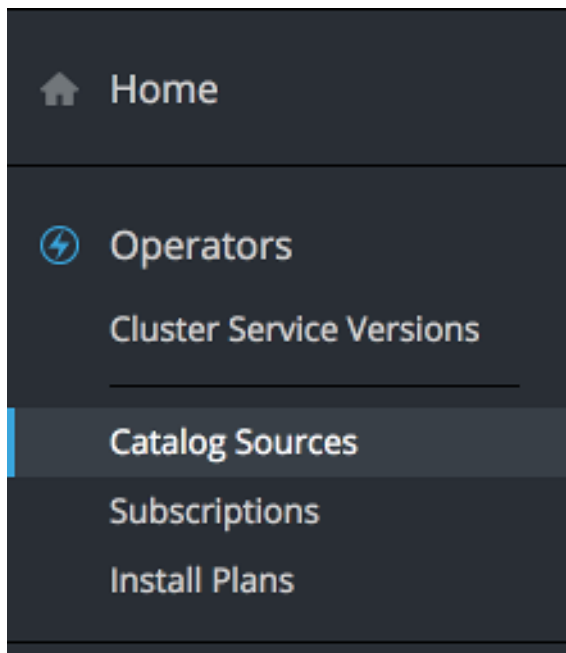 Home
Operators
Cluster Service Versions
Catalog Sources
Subscriptions
Install Plans